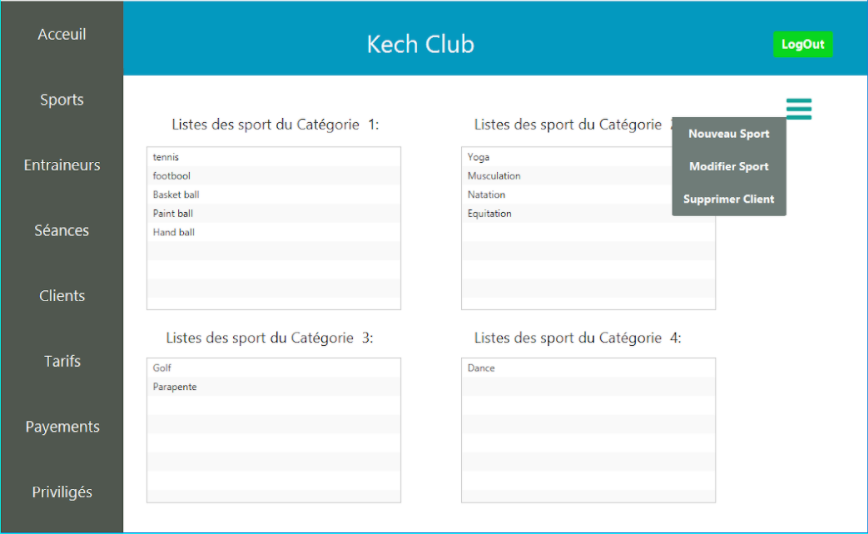 Acceuil
Sports
Entraineurs
Séances
Clients
Tarifs
Payements
Priviligés
Kech Club
LogOut
Listes des sport du Catégorie 1:
tennis
footbool
Basket ball
Paint ball
Hand ball
Listes des sport du Catégorie
Yoga
Musculation
Natation
Equitation
Nouveau Sport
Modifier Sport
Supprimer Client
Listes des sport du Catégorie 3:
Golf
Parapente
Listes des sport du Catégorie 4:
Dance